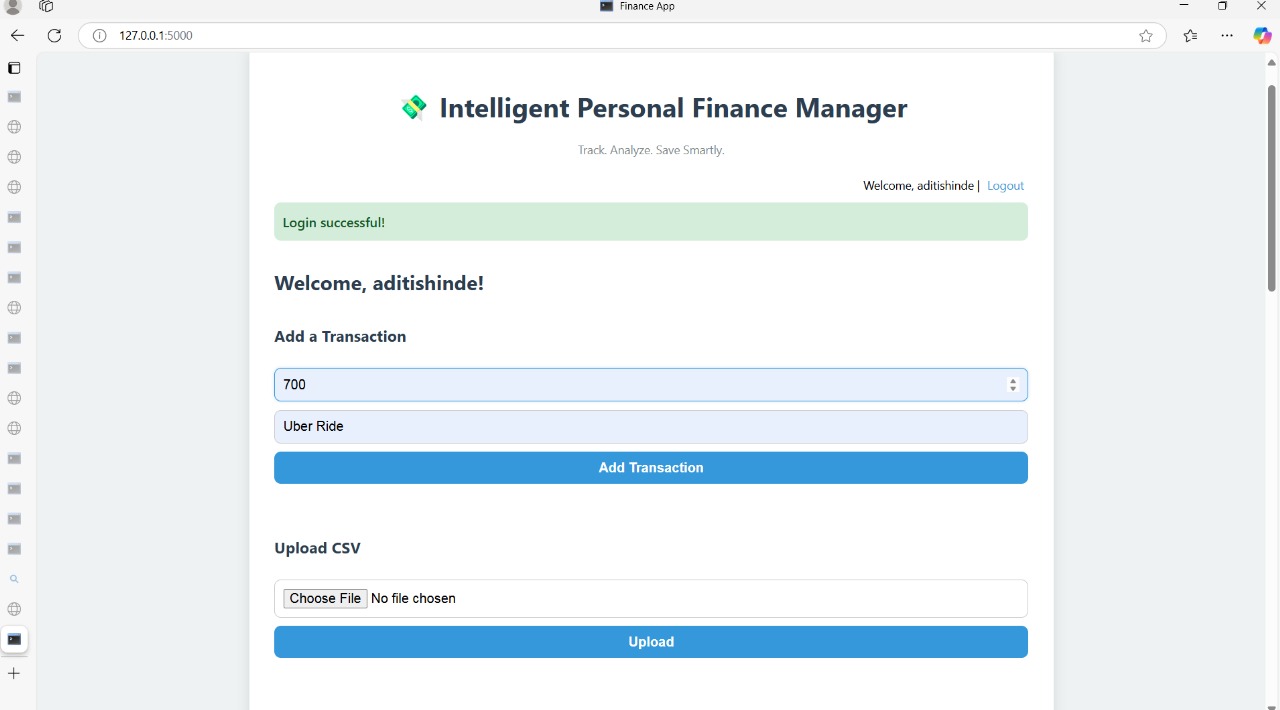 Finance App
127.0.0.1:5000
Intelligent Personal Finance Manager
Track. Analyze. Save Smartly.
Welcome, aditishinde | Logout
Login successful!
Welcome, aditishinde!
Add a Transaction
700
Uber Ride
Add Transaction
Upload CSV
Choose File No file chosen
Upload